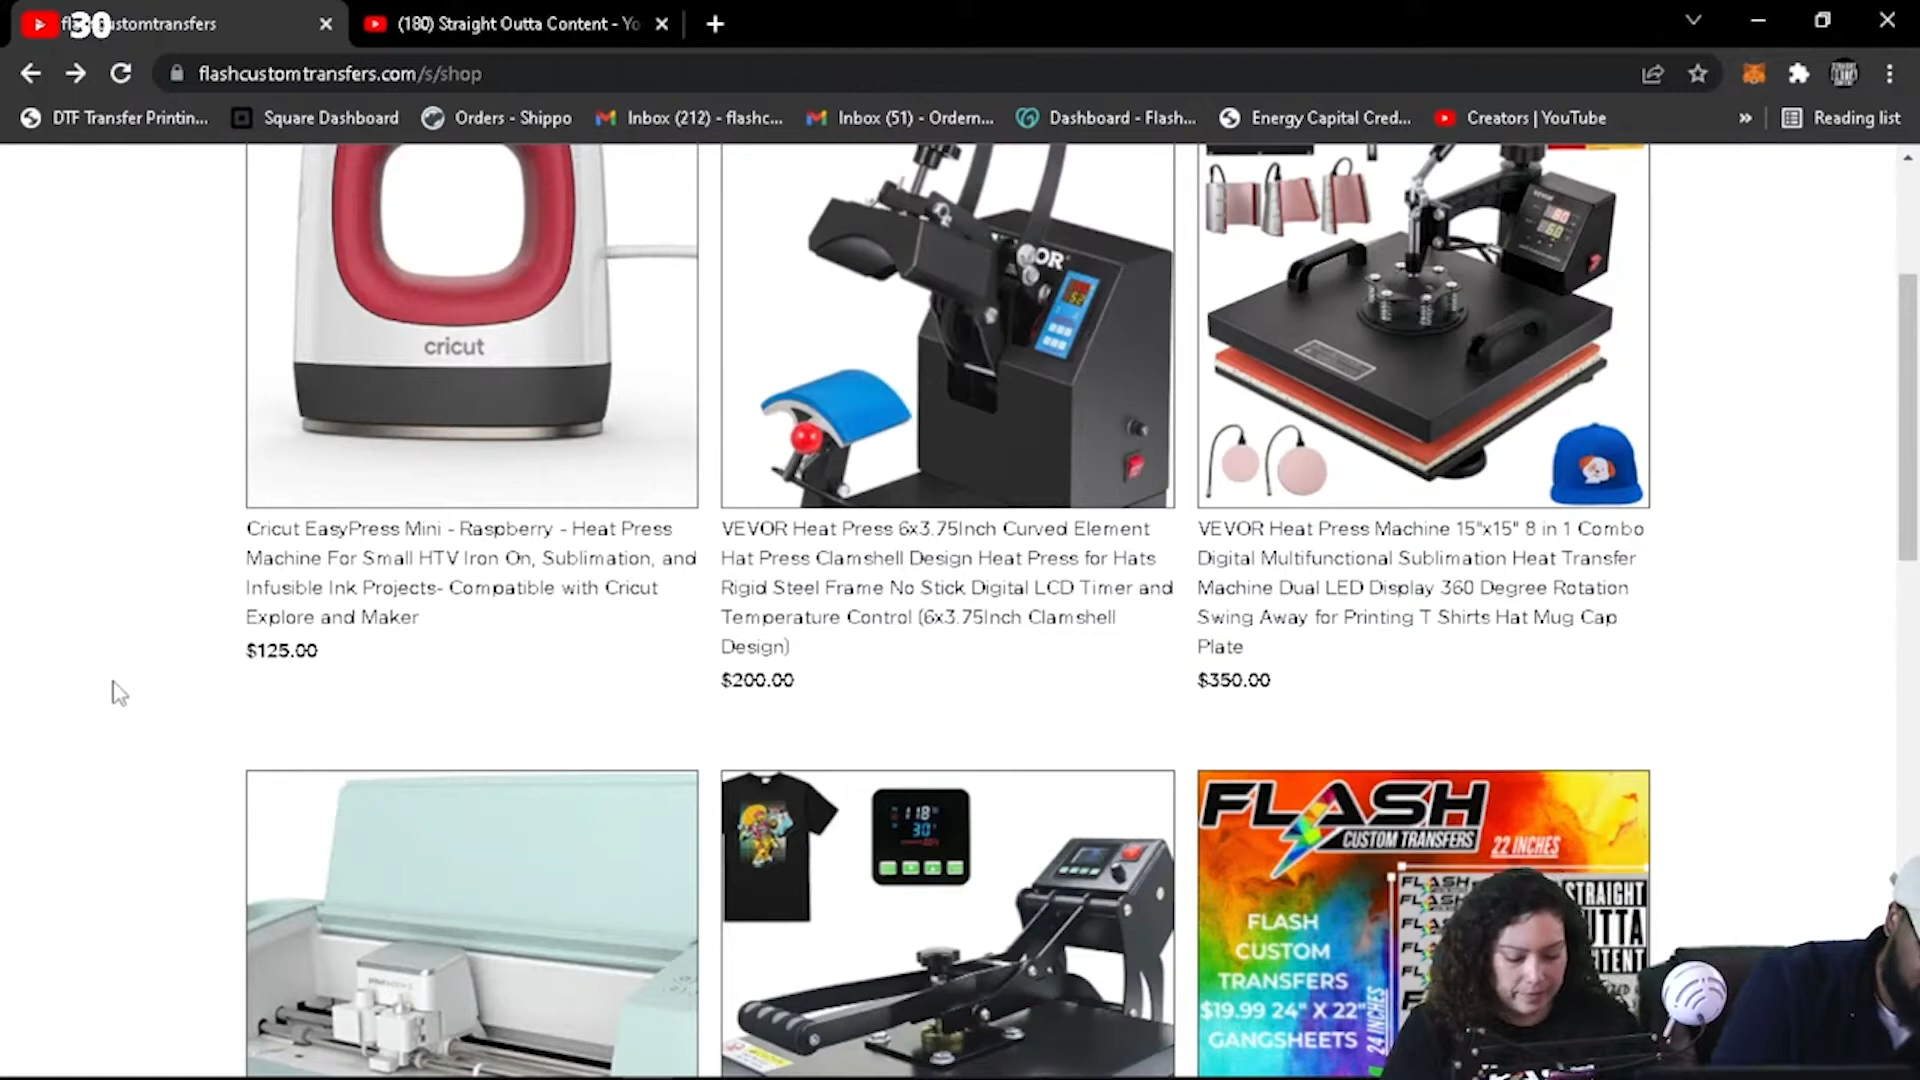 30
flashcustomtransfers
(180) Straight Outta Content - Yo
flashcustomtransfers.com/s/shop
DTF Transfer Printin...
Square Dashboard
Orders - Shippo
Inbox (212) - flashc...
Inbox (51) - Ordern...
Dashboard - Flash...
Energy Capital Cred...
Creators | YouTube
»
Reading list
cricut
VEVOR
Cricut EasyPress Mini - Raspberry - Heat Press
Machine For Small HTV Iron On, Sublimation, and
Infusible Ink Projects- Compatible with Cricut
Explore and Maker
$125.00
VEVOR Heat Press 6x3.75Inch Curved Element
Hat Press Clamshell Design Heat Press for Hats
Rigid Steel Frame No Stick Digital LCD Timer and
Temperature Control (6x3.75Inch Clamshell
Design)
$200.00
VEVOR Heat Press Machine 15"x15" 8 in 1 Combo
Digital Multifunctional Sublimation Heat Transfer
Machine Dual LED Display 360 Degree Rotation
Swing Away for Printing T Shirts Hat Mug Cap
Plate
$350.00
118
30
FLASH
CUSTOM TRANSFERS
22 INCHES
FLASH
CUSTOM
TRANSFERS
$19.99 24" X 22"
GANGSHEETS
24 INCHES
FLASH
STRAIGHT